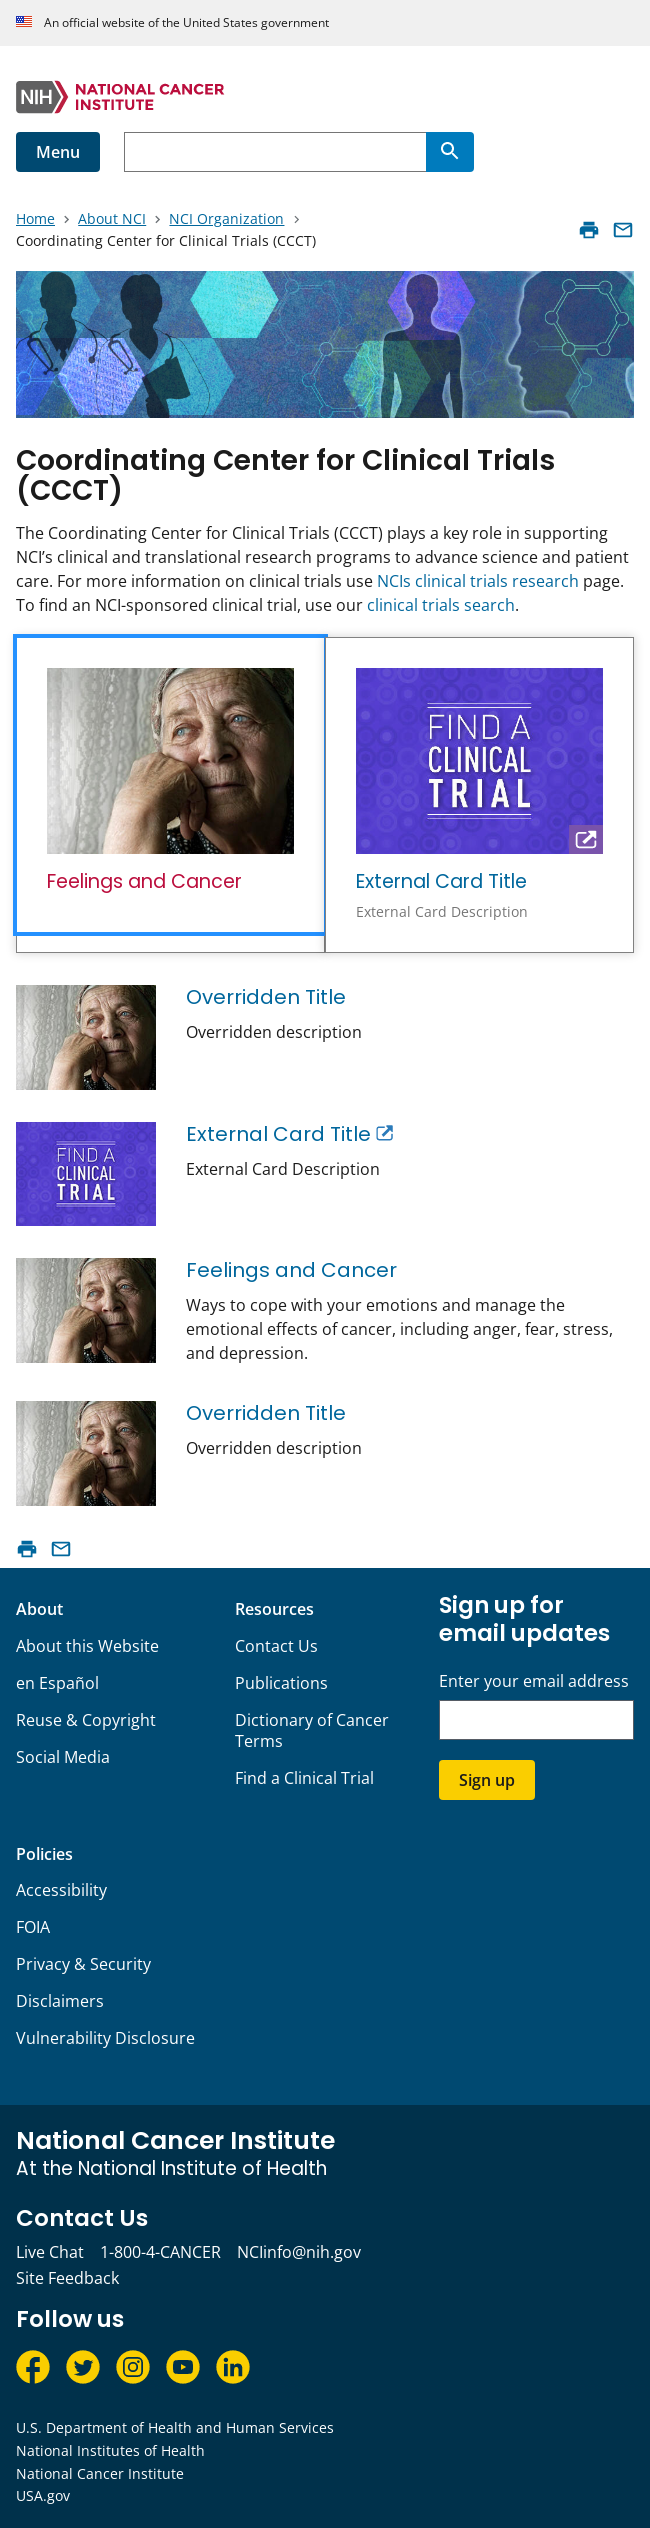 An official website of the United States government
NIH NATIONAL CANCER
INSTITUTE
Menu
Home > About NCI > NCI Organization >
Coordinating Center for Clinical Trials (CCCT)
Coordinating Center for Clinical Trials
(CCCT)
The Coordinating Center for Clinical Trials (CCCT) plays a key role in supporting
NCI’s clinical and translational research programs to advance science and patient
care. For more information on clinical trials use NCIs clinical trials research page.
To find an NCI-sponsored clinical trial, use our clinical trials search.
Feelings and Cancer
FIND A
CLINICAL
TRIAL
External Card Title
External Card Description
Overridden Title
Overridden description
FIND A
CLINICAL
TRIAL
External Card Title
External Card Description
Feelings and Cancer
Ways to cope with your emotions and manage the
emotional effects of cancer, including anger, fear, stress,
and depression.
Overridden Title
Overridden description
About
About this Website
en Español
Reuse & Copyright
Social Media
Resources
Contact Us
Publications
Dictionary of Cancer
Terms
Find a Clinical Trial
Sign up for
email updates
Enter your email address
Sign up
Policies
Accessibility
FOIA
Privacy & Security
Disclaimers
Vulnerability Disclosure
National Cancer Institute
At the National Institute of Health
Contact Us
Live Chat 1-800-4-CANCER NCIinfo@nih.gov
Site Feedback
Follow us
U.S. Department of Health and Human Services
National Institutes of Health
National Cancer Institute
USA.gov